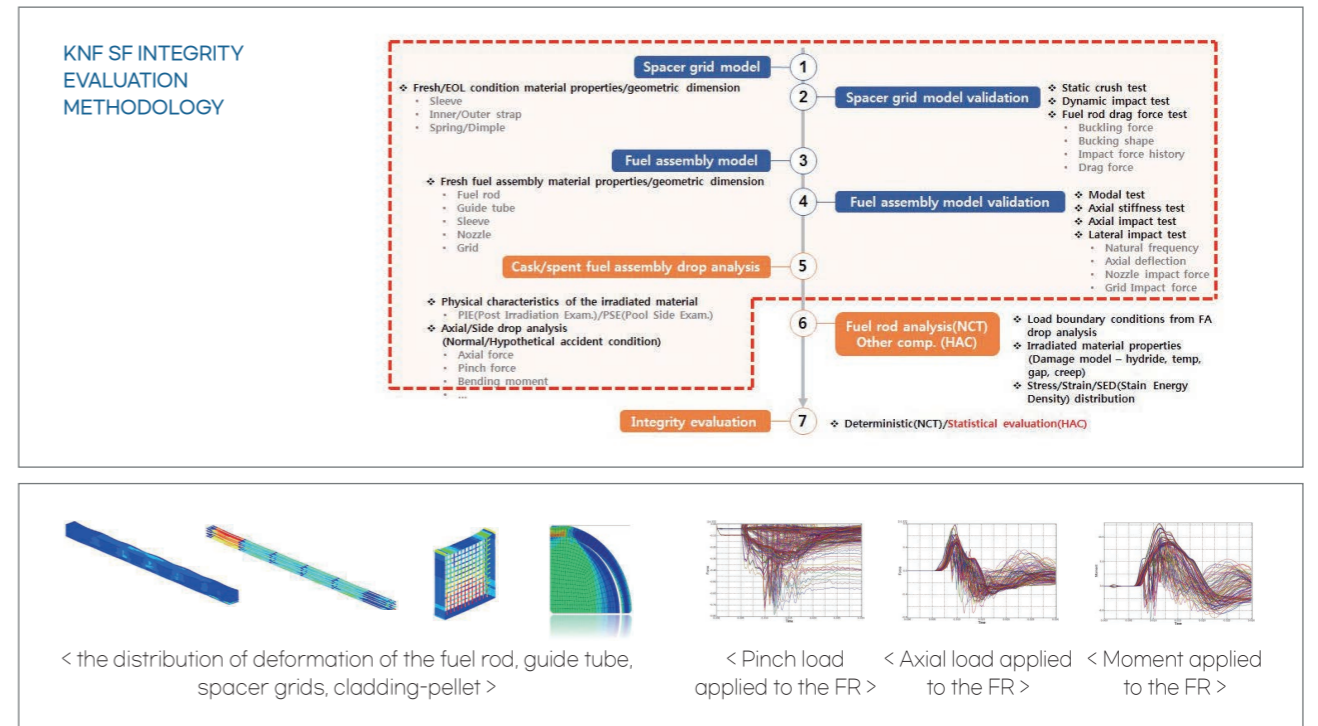 KNF SF INTEGRITY
EVALUATION
METHODOLOGY
Spacer grid model
1
❖ Fresh/EOL condition material properties/geometric dimension
• Sleeve
• Inner/Outer strap
• Spring/Dimple
2
Spacer grid model validation
❖ Static crush test
❖ Dynamic impact test
❖ Fuel rod drag force test
• Buckling force
• Bucking shape
• Impact force history
• Drag force
Fuel assembly model
3
❖ Fresh fuel assembly material properties/geometric dimension
• Fuel rod
• Guide tube
• Sleeve
• Nozzle
• Grid
4
Fuel assembly model validation
❖ Modal test
❖ Axial stiffness test
❖ Axial impact test
❖ Lateral impact test
• Natural frequency
• Axial deflection
• Nozzle impact force
• Grid Impact force
Cask/spent fuel assembly drop analysis
5
❖ Physical characteristics of the irradiated material
• PIE(Post Irradiation Exam.)/PSE(Pool Side Exam.)
❖ Axial/Side drop analysis
(Normal/Hypothetical accident condition)
• Axial force
• Pinch force
• Bending moment
• ...
6
Fuel rod analysis(NCT)
Other comp. (HAC)
❖ Load boundary conditions from FA
drop analysis
❖ Irradiated material properties
(Damage model – hydride, temp,
gap, creep)
❖ Stress/Strain/SED(Stain Energy
Density) distribution
Integrity evaluation
7
❖ Deterministic(NCT)/Statistical evaluation(HAC)
< the distribution of deformation of the fuel rod, guide tube,
spacer grids, cladding-pellet >
Force
Time
< Pinch load
applied to the FR >
Force
Time
< Axial load applied
to the FR >
Moment
Time
< Moment applied
to the FR >